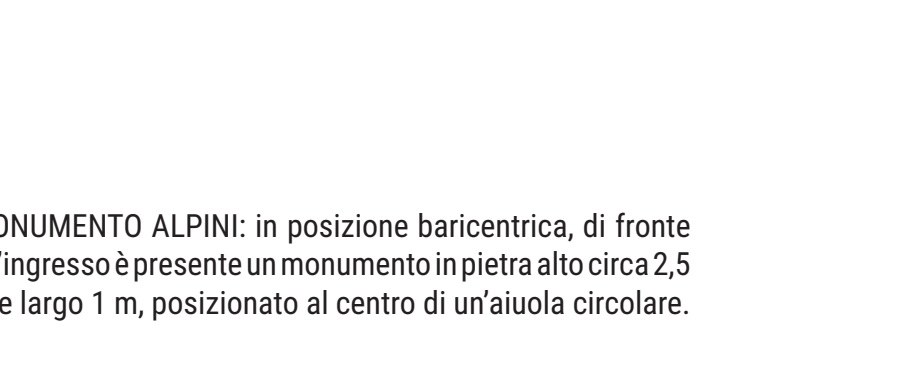 ONUMENTO ALPINI: in posizione baricentrica, di fronte
’ingresso è presente un monumento in pietra alto circa 2,5
e largo 1 m, posizionato al centro di un’aiuola circolare.